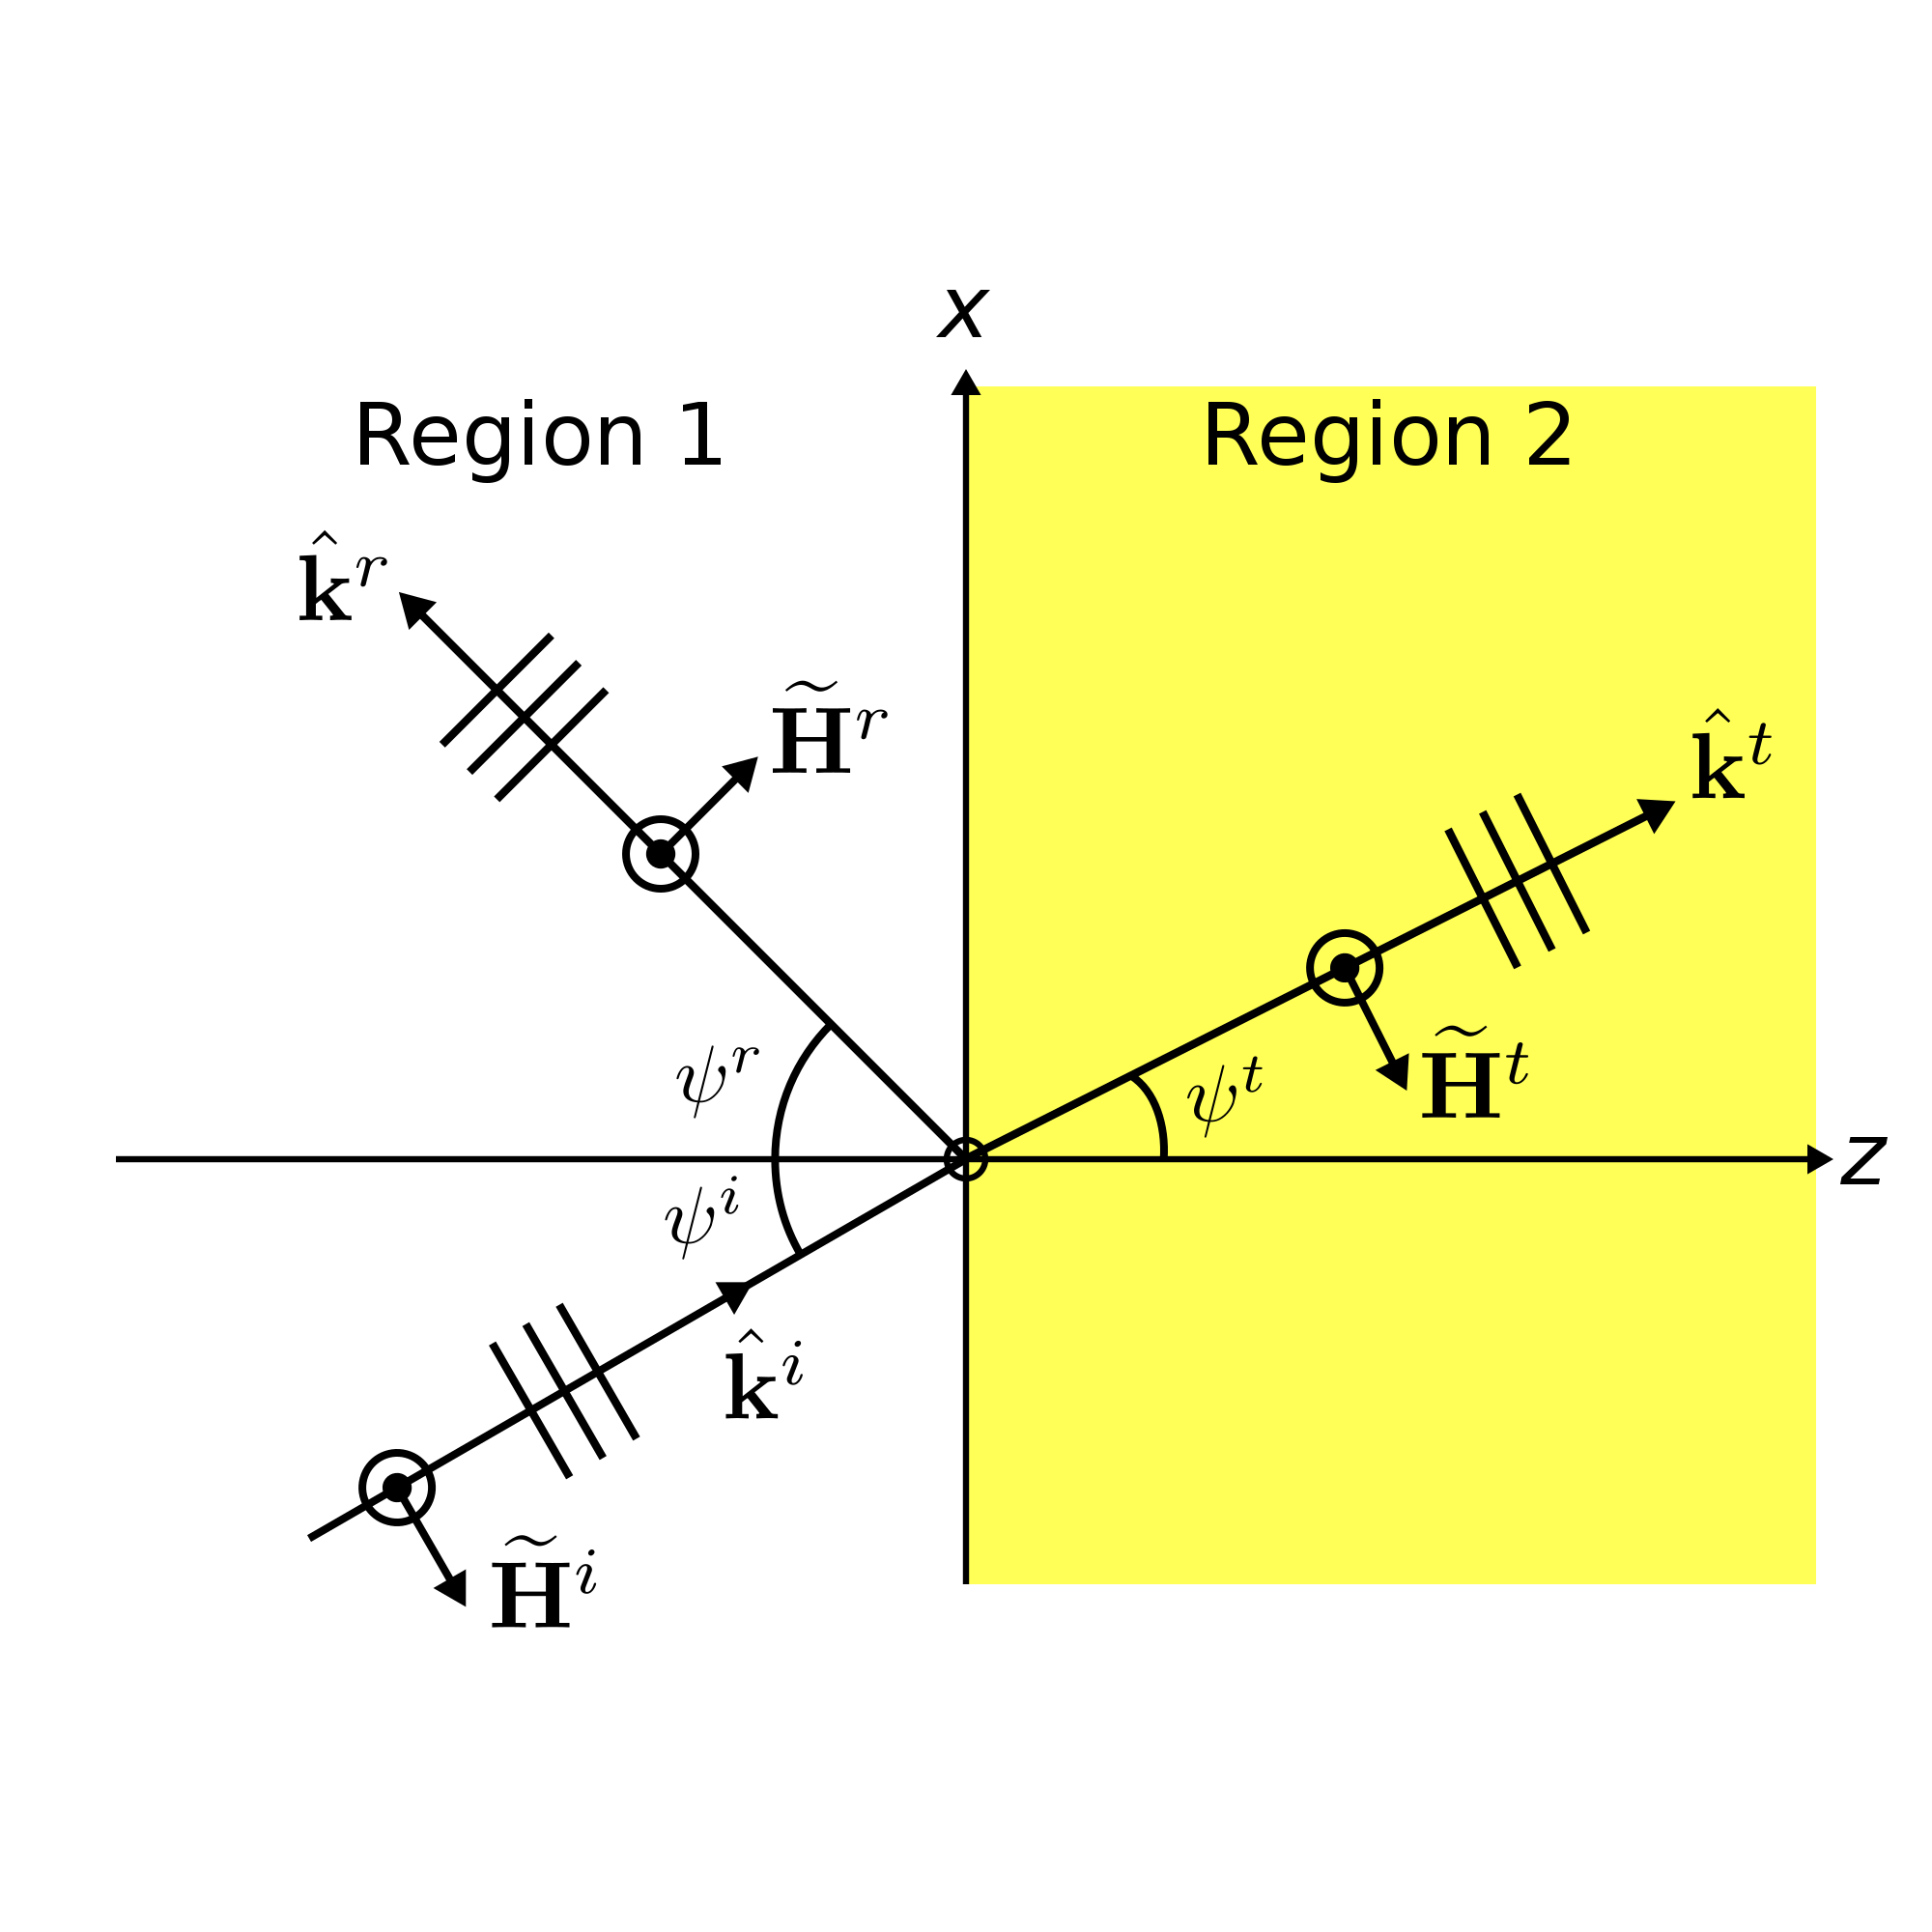 x
Region 1
Region 2
k̂ʳ
H̃ʳ
k̂ᵗ
ψʳ
ψᵗ
H̃ᵗ
z
ψⁱ
k̂ⁱ
H̃ⁱ